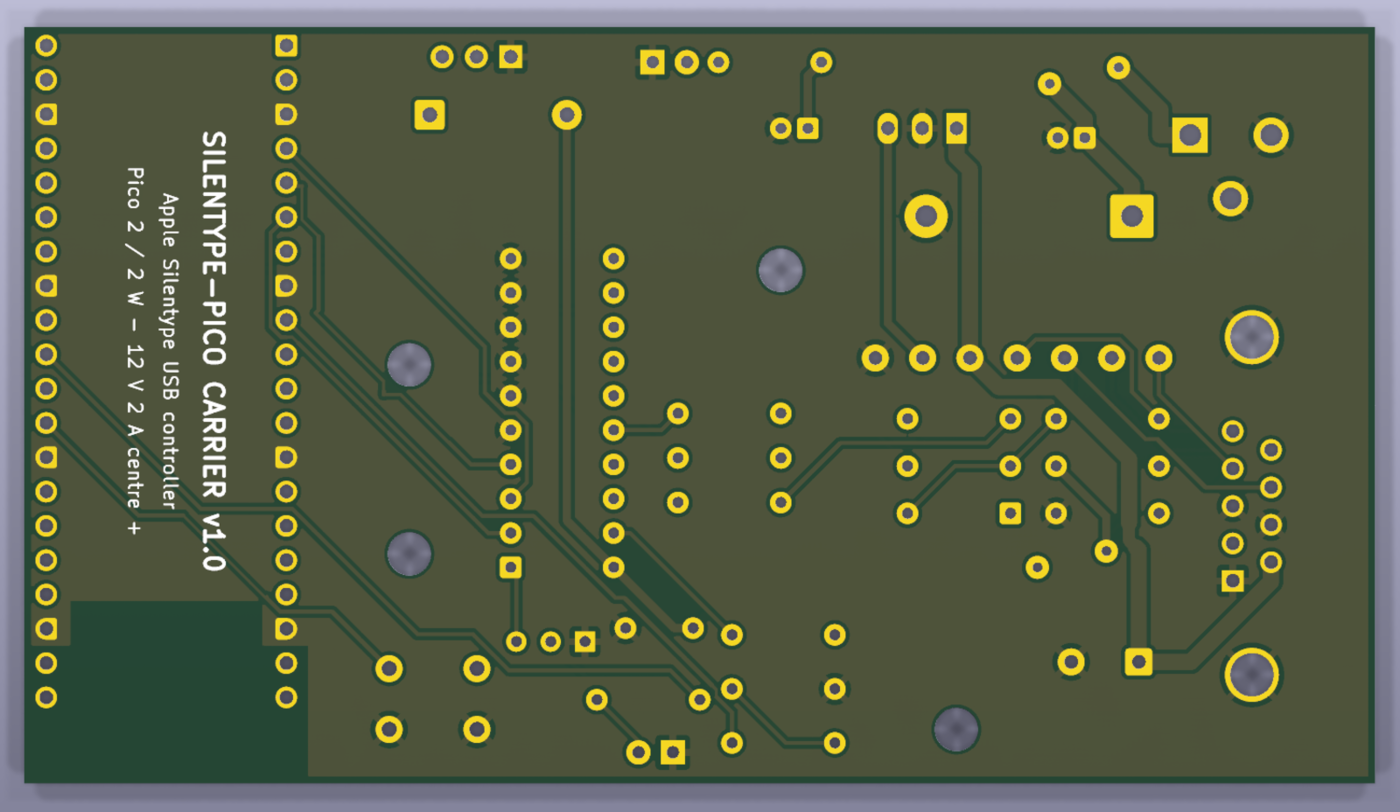 SILENTYPE-PICO CARRIER v1.0
Apple Silentype USB controller
Pico 2 / 2 W - 12 V 2 A centre +